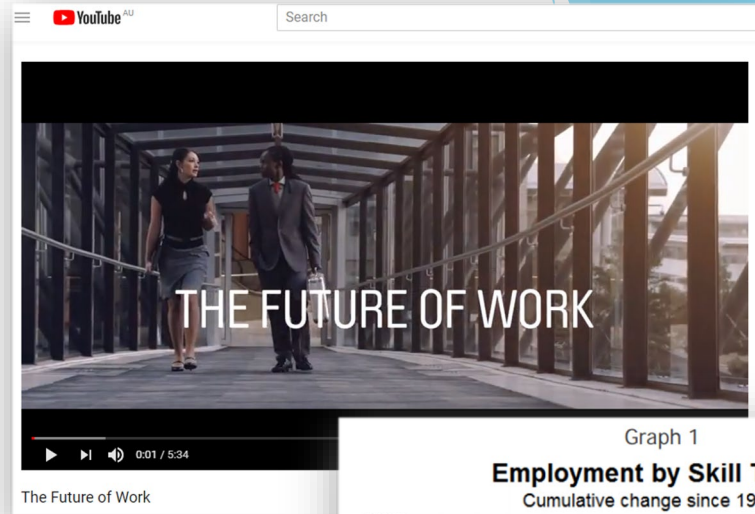 YouTube AU
Search
THE FUTURE OF WORK
0:01 / 5:34
The Future of Work
Graph 1
Employment by Skill
Cumulative change since